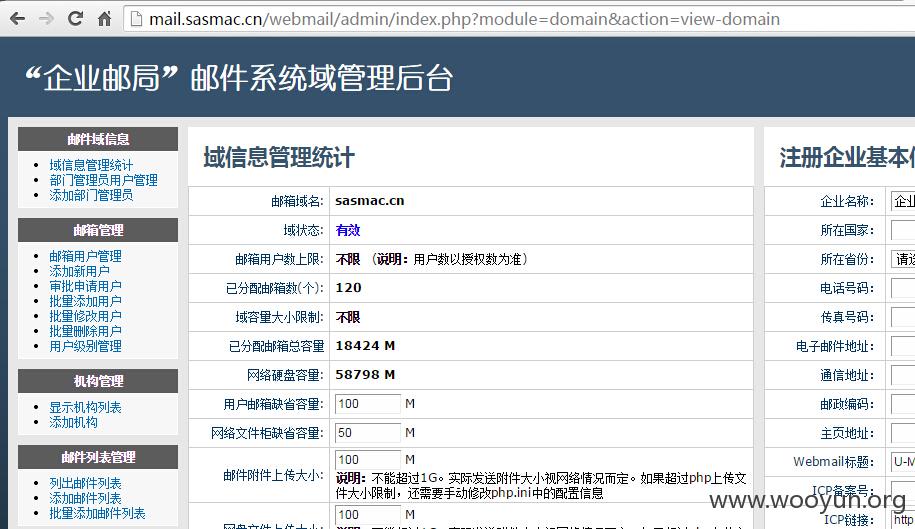 mail.sasmac.cn/webmail/admin/index.php?module=domain&action=view-domain
“企业邮局”邮件系统域管理后台
邮件域信息
域信息管理统计
部门管理员用户管理
添加部门管理员
邮箱管理
邮箱用户管理
添加新用户
审批申请用户
批量添加用户
批量修改用户
批量删除用户
用户级别管理
机构管理
显示机构列表
添加机构
邮件列表管理
列出邮件列表
添加邮件列表
批量添加邮件列表
域信息管理统计
邮箱域名: sasmac.cn
域状态: 有效
邮箱用户数上限: 不限 （说明：用户数以授权数为准）
已分配邮箱数(个): 120
域容量大小限制: 不限
已分配邮箱总容量 18424 M
网络硬盘容量: 58798 M
用户邮箱缺省容量: 100 M
网络文件柜缺省容量: 50 M
邮件附件上传大小: 100 M
说明：不能超过1G。实际发送附件大小视网络情况而定。如果超过php上传文
件大小限制，还需要手动修改php.ini中的配置信息
100 M
注册企业基本
企业名称: 企业
所在国家:
所在省份:
电话号码:
传真号码:
电子邮件地址:
通信地址:
邮政编码:
主页地址:
Webmail标题: U-M
ICP备案号:
ICP链接: http
www.wooyun.org